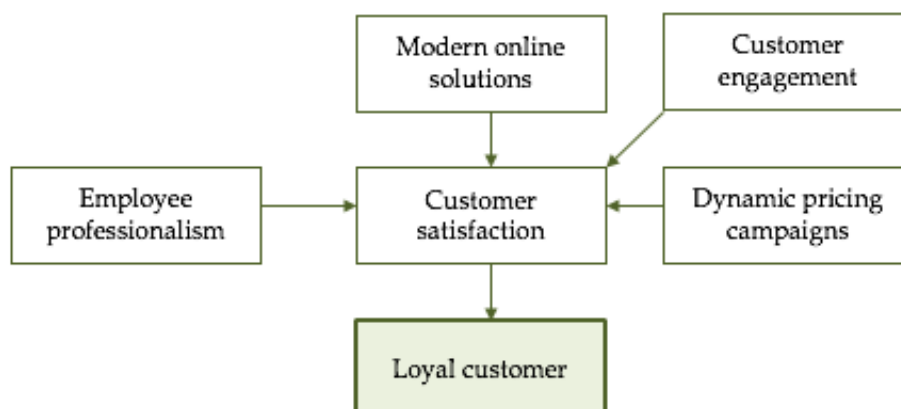 Modern online
solutions
Customer
engagement
Employee
professionalism
Customer
satisfaction
Dynamic pricing
campaigns
Loyal customer